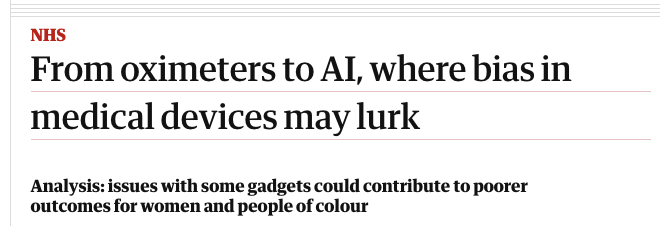 NHS
From oximeters to AI, where bias in
medical devices may lurk
Analysis: issues with some gadgets could contribute to poorer
outcomes for women and people of colour